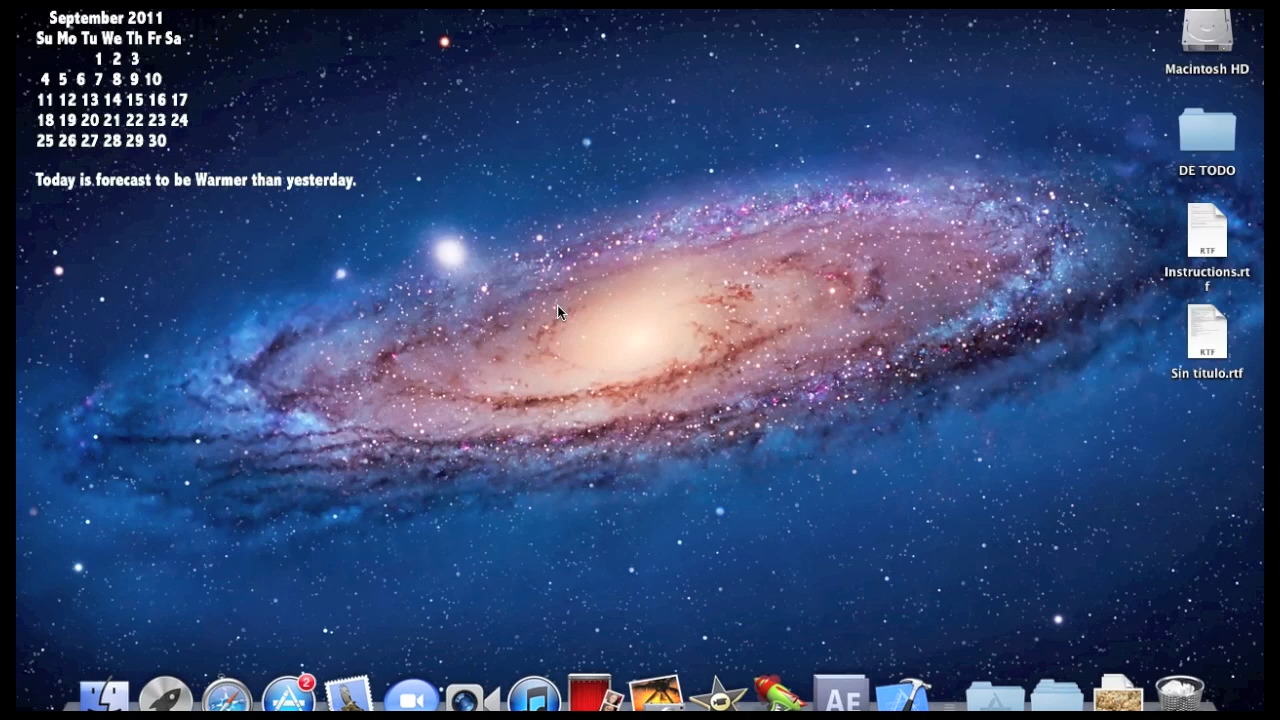 September 2011
Su Mo Tu We Th Fr Sa
1 2 3
4 5 6 7 8 9 10
11 12 13 14 15 16 17
18 19 20 21 22 23 24
25 26 27 28 29 30
Today is forecast to be Warmer than yesterday.
Macintosh HD
DE TODO
RTF
Instructions.rt
f
RTF
Sin titulo.rtf
2
AE